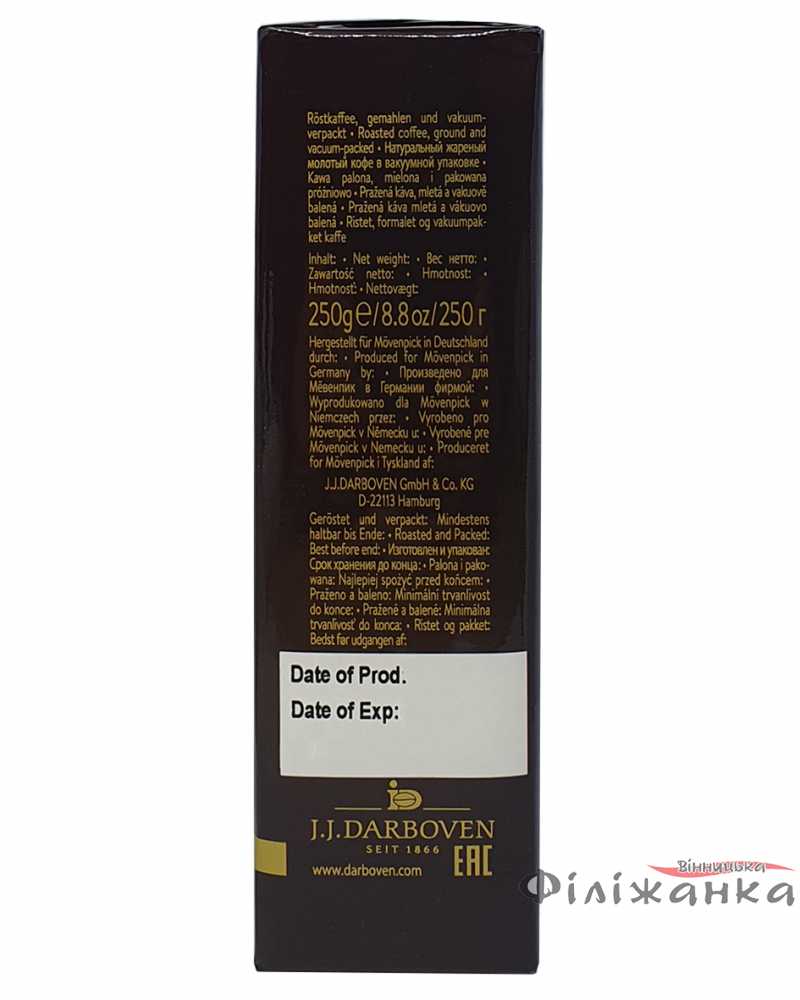 Röstkaffee, gemahlen und vakuum-
verpackt • Roasted coffee, ground and
vacuum-packed • Натуральный жареный
молотый кофе в вакуумной упаковке •
Kawa palona, mielona i pakowana
próżniowo • Pražená káva, mletá a vákuově
balená • Pražená káva mletá a vákuovo
balená • Ristet, formalet og vakuumpak-
ket kaffe
Inhalt: • Net weight: • Вес нетто: •
Zawartość netto: • Hmotnost: •
Hmotnosť: • Nettovægt:
250g℮/8.8oz/250 г
Hergestellt für Mövenpick in Deutschland
durch: • Produced for Mövenpick in
Germany by: • Произведено для
Мёвенпик в Германии фирмой: •
Wyprodukowano dla Mövenpick w
Niemczech przez: • Vyrobeno pro
Mövenpick v Německu u: • Vyrobené pre
Mövenpick v Nemecku u: • Produceret
for Mövenpick i Tyskland af:
J.J.DARBOVEN GmbH & Co. KG
D-22113 Hamburg
Geröstet und verpackt: Mindestens
haltbar bis Ende: • Roasted and Packed:
Best before end: • Изготовлен и упакован:
Срок хранения до конца: • Palona i pako-
wana: Najlepiej spożyć przed końcem: •
Praženo a baleno: Minimální trvanlivost
do konce: • Pražené a balené: Minimálna
trvanlivosť do konca: • Ristet og pakket:
Bedst før udgangen af:
Date of Prod.
Date of Exp:
J.J.DARBOVEN
SEIT 1866
www.darboven.com EAC
Вінницька
Філіжанка